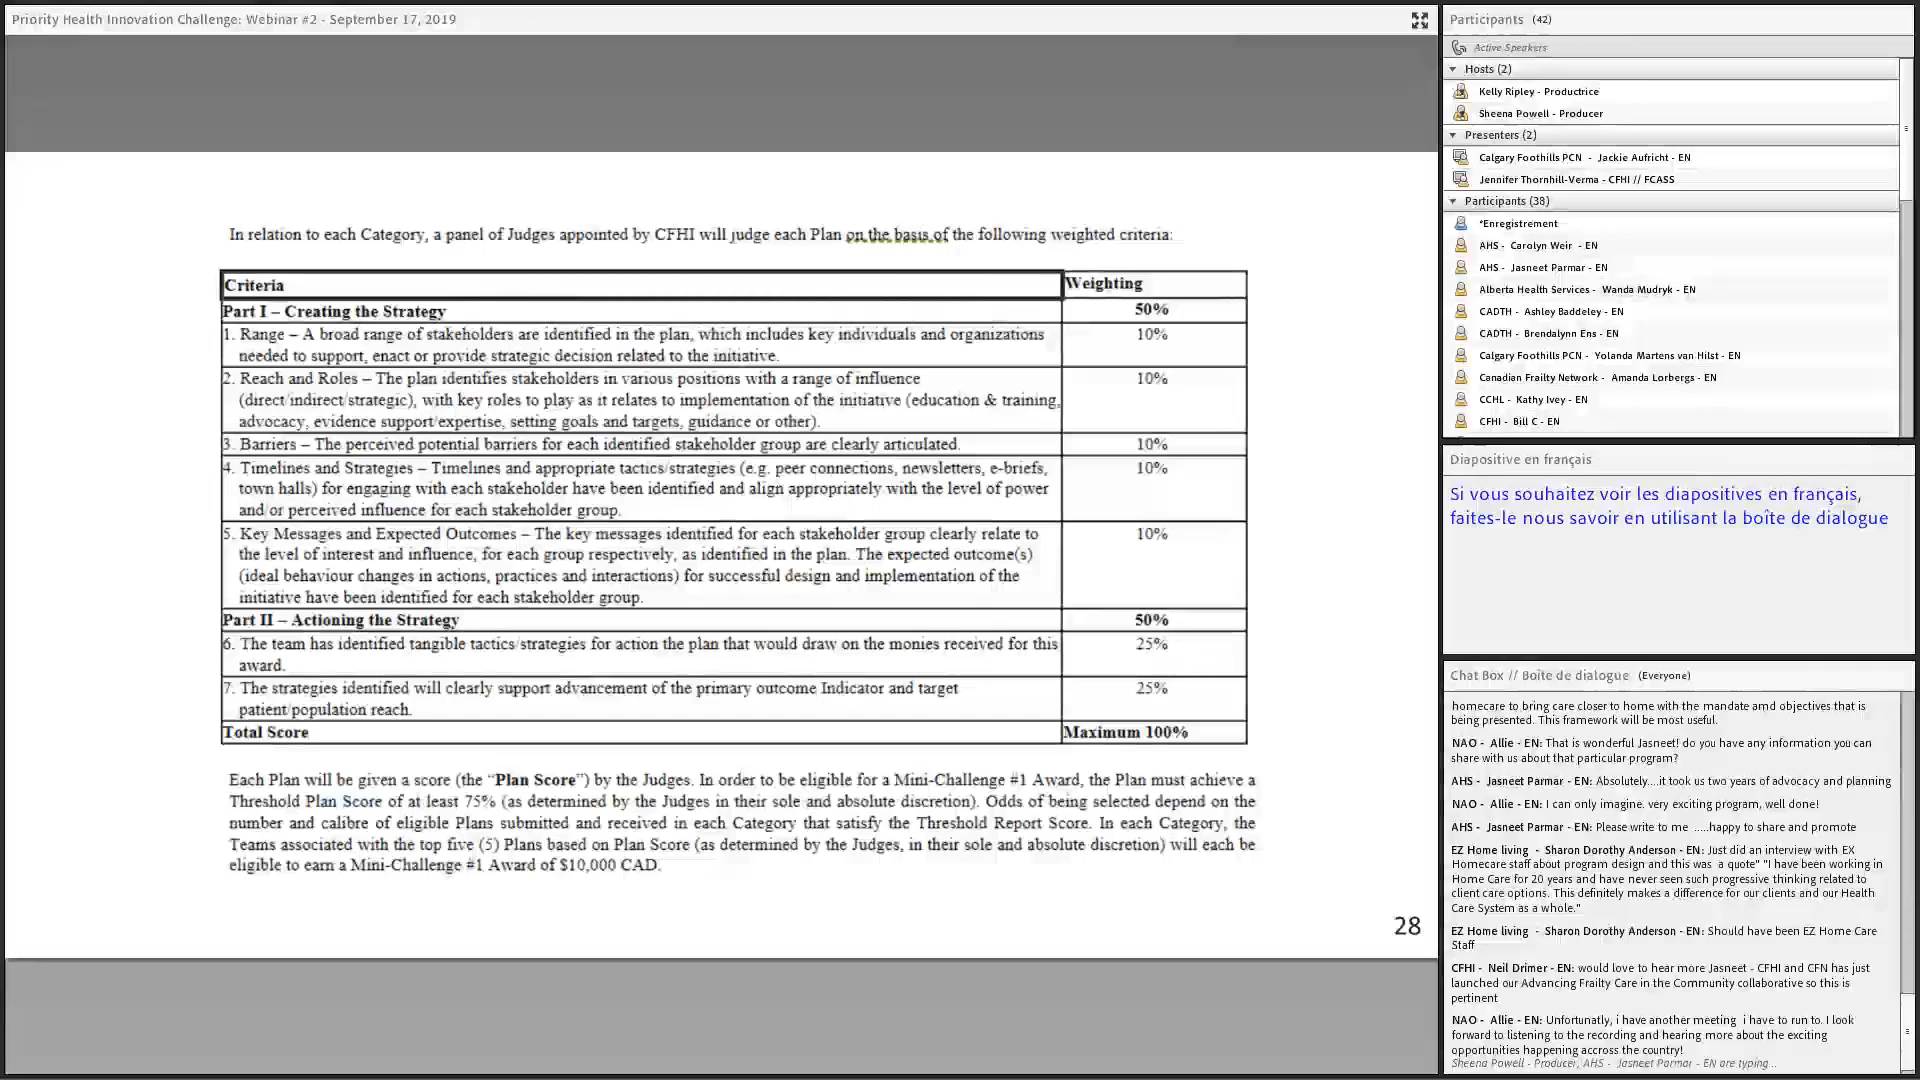 Priority Health Innovation Challenge: Webinar #2 - September 17, 2019
In relation to each Category, a panel of Judges appointed by CFHI will judge each Plan on the basis of the following weighted criteria:
Criteria
Weighting
Part I – Creating the Strategy
50%
1. Range – A broad range of stakeholders are identified in the plan, which includes key individuals and organizations
needed to support, enact or provide strategic decision related to the initiative.
10%
2. Reach and Roles – The plan identifies stakeholders in various positions with a range of influence
(direct/indirect/strategic), with key roles to play as it relates to implementation of the initiative (education & training,
advocacy, evidence support/expertise, setting goals and targets, guidance or other).
10%
3. Barriers – The perceived potential barriers for each identified stakeholder group are clearly articulated.
10%
4. Timelines and Strategies – Timelines and appropriate tactics/strategies (e.g. peer connections, newsletters, e-briefs,
town halls) for engaging with each stakeholder have been identified and align appropriately with the level of power
and/or perceived influence for each stakeholder group.
10%
5. Key Messages and Expected Outcomes – The key messages identified for each stakeholder group clearly relate to
the level of interest and influence, for each group respectively, as identified in the plan. The expected outcome(s)
(ideal behaviour changes in actions, practices and interactions) for successful design and implementation of the
initiative have been identified for each stakeholder group.
10%
Part II – Actioning the Strategy
50%
6. The team has identified tangible tactics/strategies for action the plan that would draw on the monies received for this
award.
25%
7. The strategies identified will clearly support advancement of the primary outcome Indicator and target
patient/population reach.
25%
Total Score
Maximum 100%
Each Plan will be given a score (the “Plan Score”) by the Judges. In order to be eligible for a Mini-Challenge #1 Award, the Plan must achieve a
Threshold Plan Score of at least 75% (as determined by the Judges in their sole and absolute discretion). Odds of being selected depend on the
number and calibre of eligible Plans submitted and received in each Category that satisfy the Threshold Report Score. In each Category, the
Teams associated with the top five (5) Plans based on Plan Score (as determined by the Judges, in their sole and absolute discretion) will each be
eligible to earn a Mini-Challenge #1 Award of $10,000 CAD.
28
Participants (42)
Active Speakers
Hosts (2)
Kelly Ripley - Productrice
Sheena Powell - Producer
Presenters (2)
Calgary Foothills PCN - Jackie Aufricht - EN
Jennifer Thornhill-Verma - CFHI // FCASS
Participants (38)
*Enregistrement
AHS - Carolyn Weir - EN
AHS - Jasneet Parmar - EN
Alberta Health Services - Wanda Mudryk - EN
CADTH - Ashley Baddeley - EN
CADTH - Brendalynn Ens - EN
Calgary Foothills PCN - Yolanda Martens van Hilst - EN
Canadian Frailty Network - Amanda Lorbergs - EN
CCHL - Kathy Ivey - EN
CFHI - Bill C - EN
Diapositive en français
Si vous souhaitez voir les diapositives en français,
faites-le nous savoir en utilisant la boîte de dialogue
Chat Box // Boîte de dialogue (Everyone)
homecare to bring care closer to home with the mandate amd objectives that is
being presented. This framework will be most useful.
NAO - Allie - EN: That is wonderful Jasneet! do you have any information you can
share with us about that particular program?
AHS - Jasneet Parmar - EN: Absolutely....it took us two years of advocacy and planning
NAO - Allie - EN: I can only imagine. very exciting program, well done!
AHS - Jasneet Parmar - EN: Please write to me .....happy to share and promote
EZ Home living - Sharon Dorothy Anderson - EN: Just did an interview with EX
Homecare staff about program design and this was a quote" "I have been working in
Home Care for 20 years and have never seen such progressive thinking related to
client care options. This definitely makes a difference for our clients and our Health
Care System as a whole."
EZ Home living - Sharon Dorothy Anderson - EN: Should have been EZ Home Care
Staff
CFHI - Neil Drimer - EN: would love to hear more Jasneet - CFHI and CFN has just
launched our Advancing Frailty Care in the Community collaborative so this is
pertinent
NAO - Allie - EN: Unfortunatly, i have another meeting i have to run to. I look
forward to listening to the recording and hearing more about the exciting
opportunities happening accross the country!
Sheena Powell - Producer, AHS - Jasneet Parmar - EN are typing...